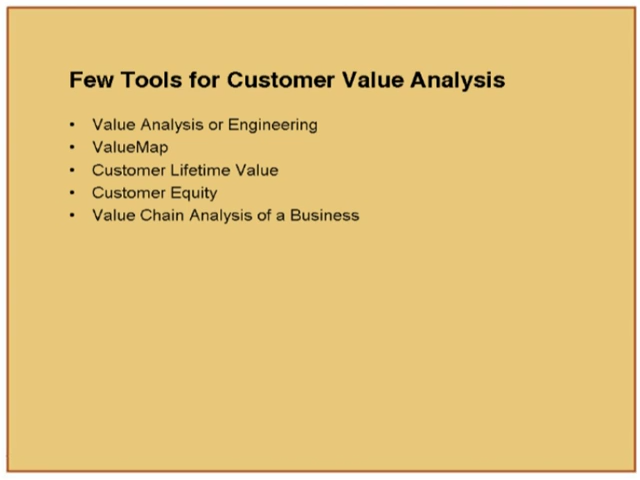 Few Tools for Customer Value Analysis
• Value Analysis or Engineering
• ValueMap
• Customer Lifetime Value
• Customer Equity
• Value Chain Analysis of a Business